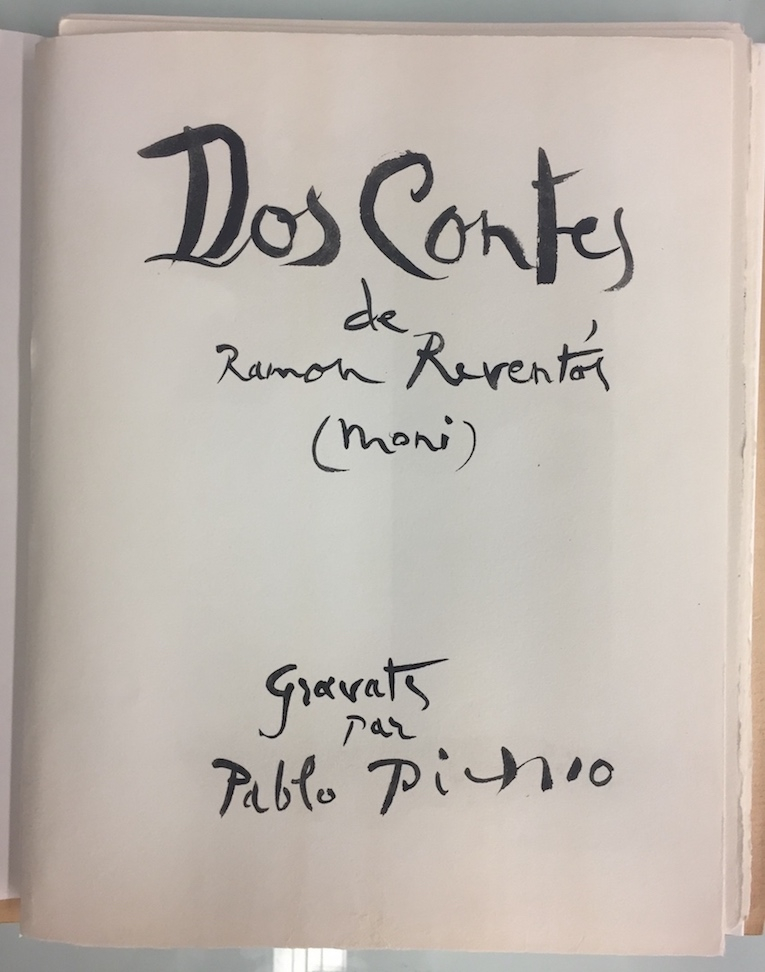 Dos Contes
de
Ramon Reventós
(Moni)
Gravats
par
Pablo Picasso